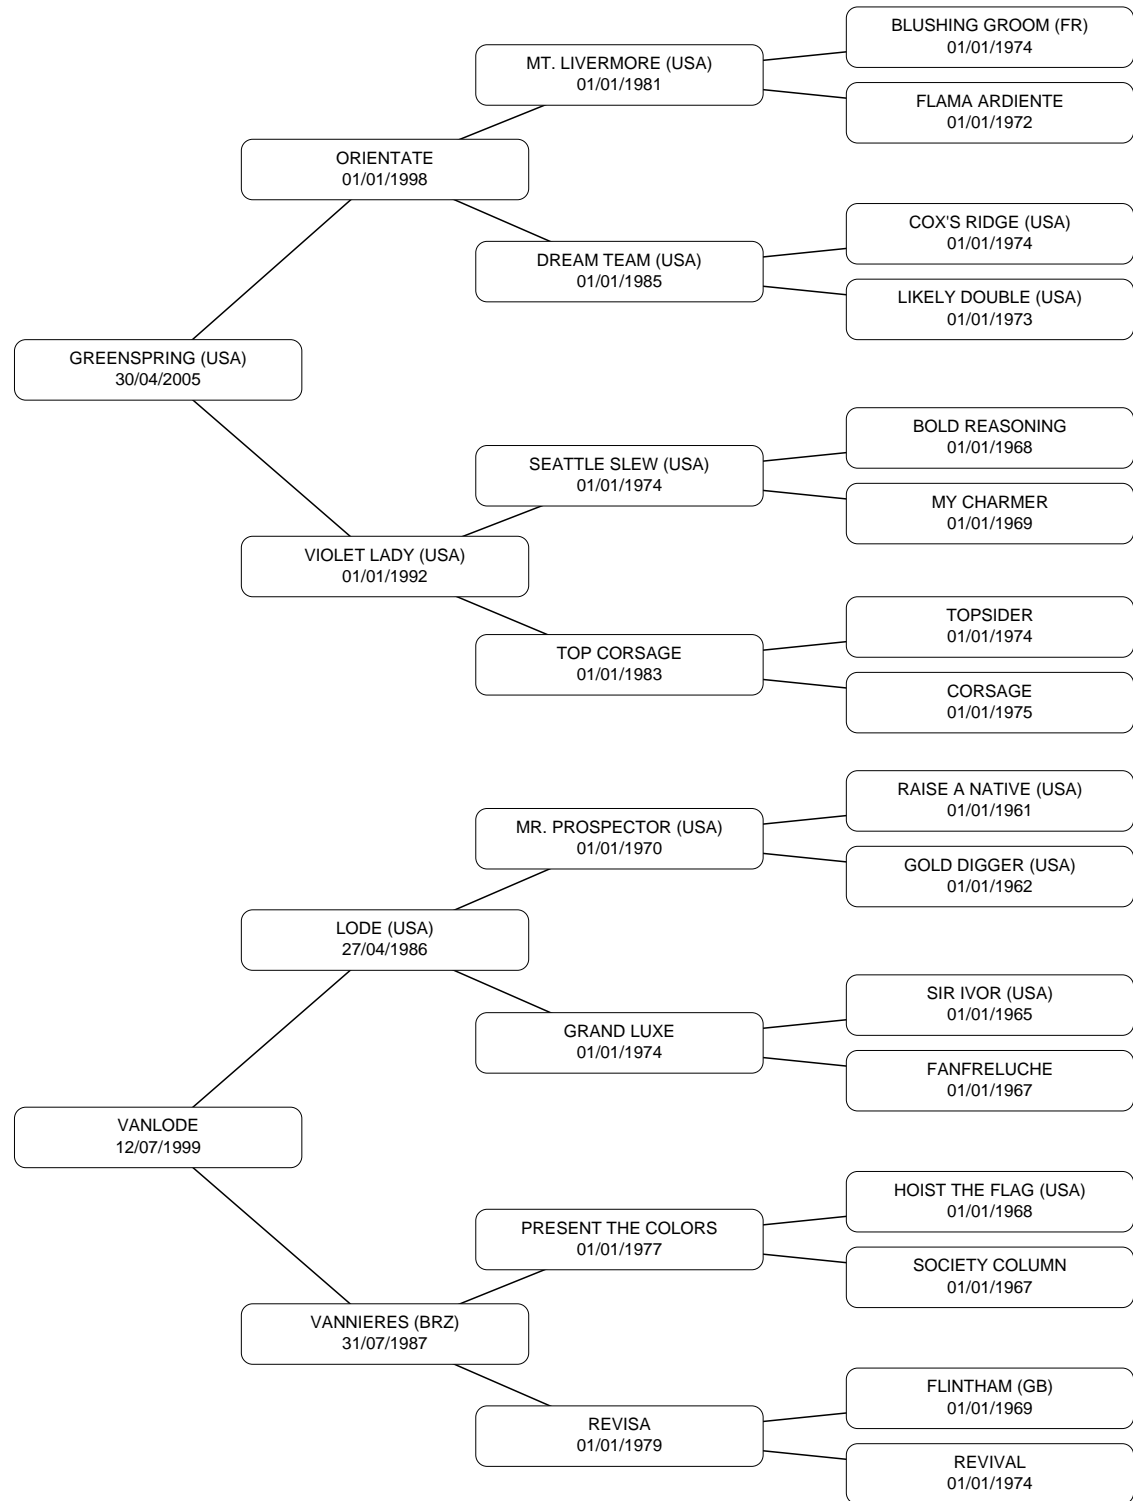 BLUSHING GROOM (FR)
01/01/1974
MT. LIVERMORE (USA)
01/01/1981
FLAMA ARDIENTE
01/01/1972
ORIENTATE
01/01/1998
COX'S RIDGE (USA)
01/01/1974
DREAM TEAM (USA)
01/01/1985
LIKELY DOUBLE (USA)
01/01/1973
GREENSPRING (USA)
30/04/2005
BOLD REASONING
01/01/1968
SEATTLE SLEW (USA)
01/01/1974
MY CHARMER
01/01/1969
VIOLET LADY (USA)
01/01/1992
TOPSIDER
01/01/1974
TOP CORSAGE
01/01/1983
CORSAGE
01/01/1975
RAISE A NATIVE (USA)
01/01/1961
MR. PROSPECTOR (USA)
01/01/1970
GOLD DIGGER (USA)
01/01/1962
LODE (USA)
27/04/1986
SIR IVOR (USA)
01/01/1965
GRAND LUXE
01/01/1974
FANFRELUCHE
01/01/1967
VANLODE
12/07/1999
HOIST THE FLAG (USA)
01/01/1968
PRESENT THE COLORS
01/01/1977
SOCIETY COLUMN
01/01/1967
VANNIERES (BRZ)
31/07/1987
FLINTHAM (GB)
01/01/1969
REVISA
01/01/1979
REVIVAL
01/01/1974